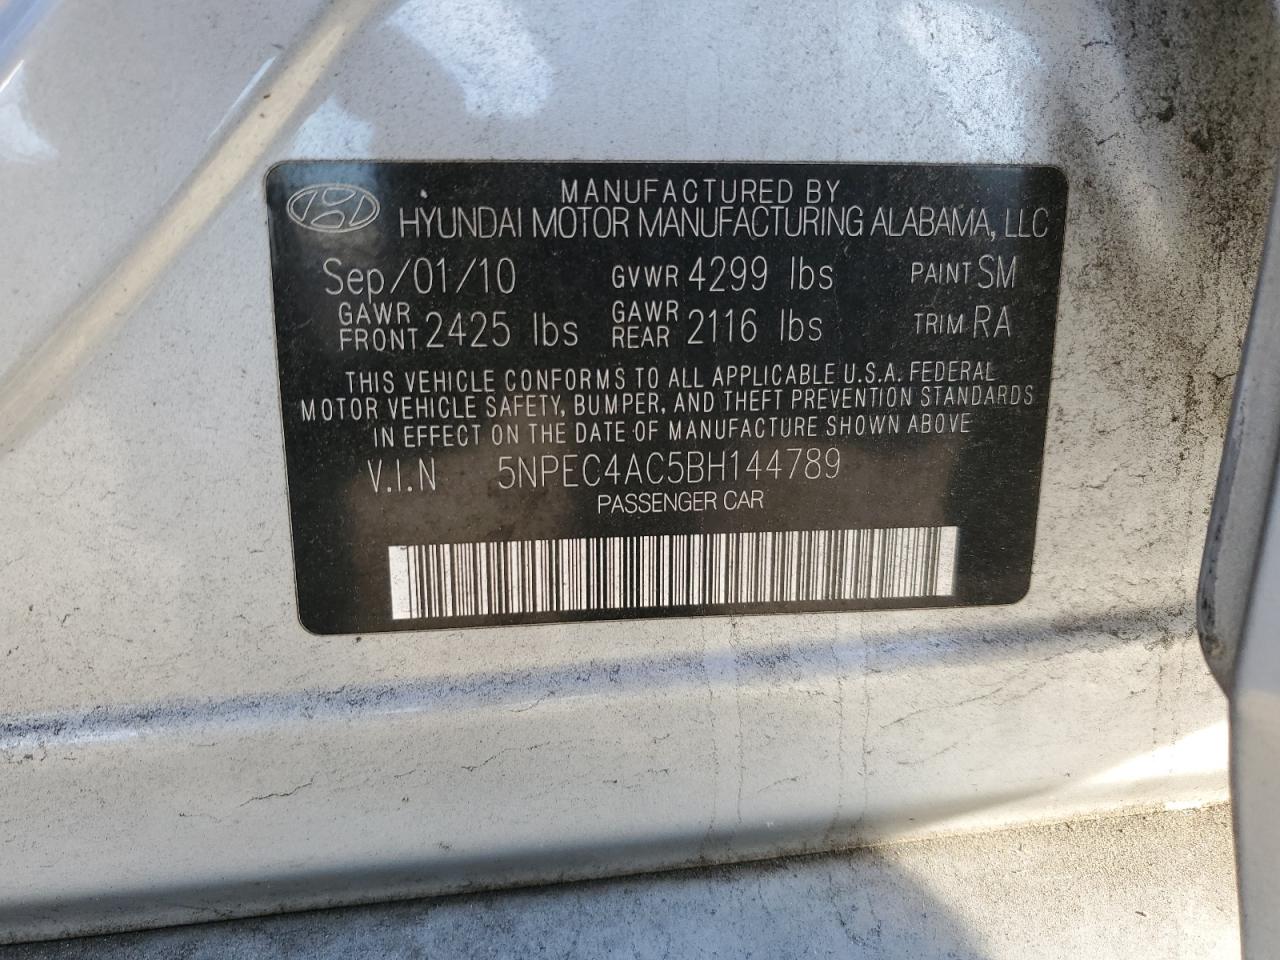 MANUFACTURED BY
HYUNDAI MOTOR MANUFACTURING ALABAMA, LLC
Sep/01/10 GVWR 4299 lbs PAINT SM
GAWR FRONT 2425 lbs GAWR REAR 2116 lbs TRIM RA
THIS VEHICLE CONFORMS TO ALL APPLICABLE U.S.A. FEDERAL
MOTOR VEHICLE SAFETY, BUMPER, AND THEFT PREVENTION STANDARDS
IN EFFECT ON THE DATE OF MANUFACTURE SHOWN ABOVE
V.I.N 5NPEC4AC5BH144789
PASSENGER CAR